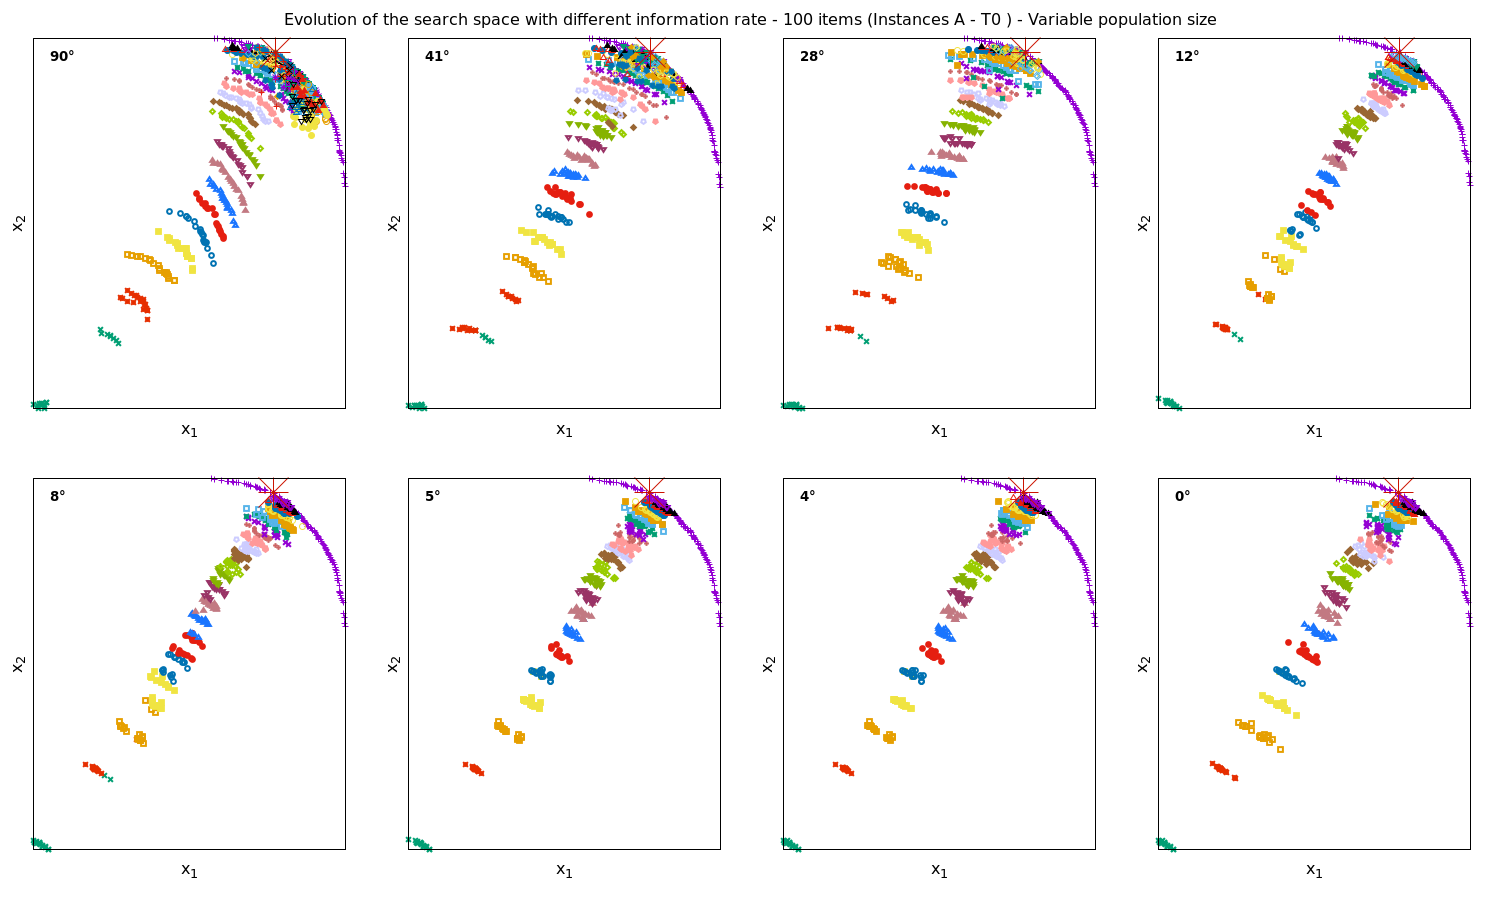 Evolution of the search space with different information rate - 100 items (Instances A - T0 ) - Variable population size
90°
41°
28°
12°
x2
x2
x2
x2
x1
x1
x1
x1
8°
5°
4°
0°
x2
x2
x2
x2
x1
x1
x1
x1